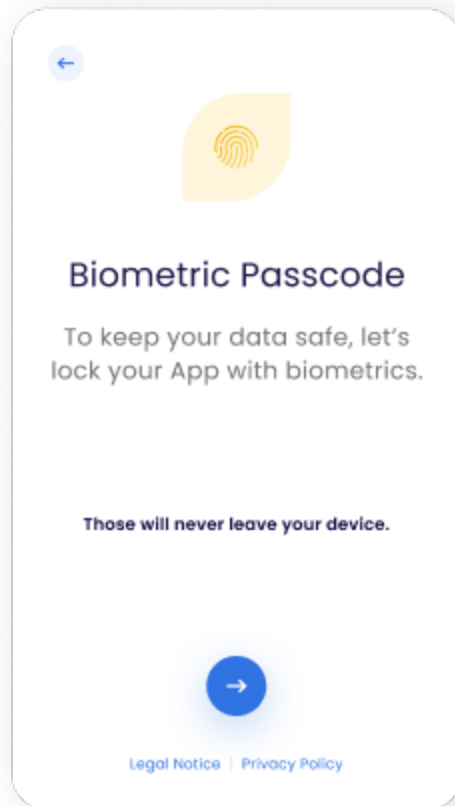 Biometric Passcode
To keep your data safe, let's
lock your App with biometrics.
Those will never leave your device.
Legal Notice | Privacy Policy